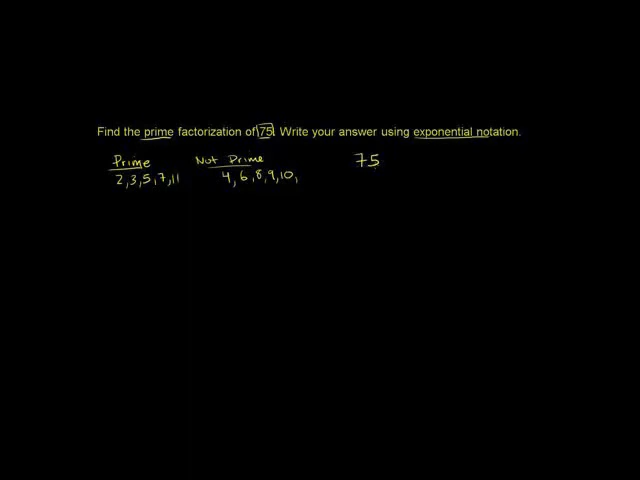 Find the prime factorization of 75. Write your answer using exponential notation.
Prime Not Prime 75
2,3,5,7,11 4,6,8,9,10,